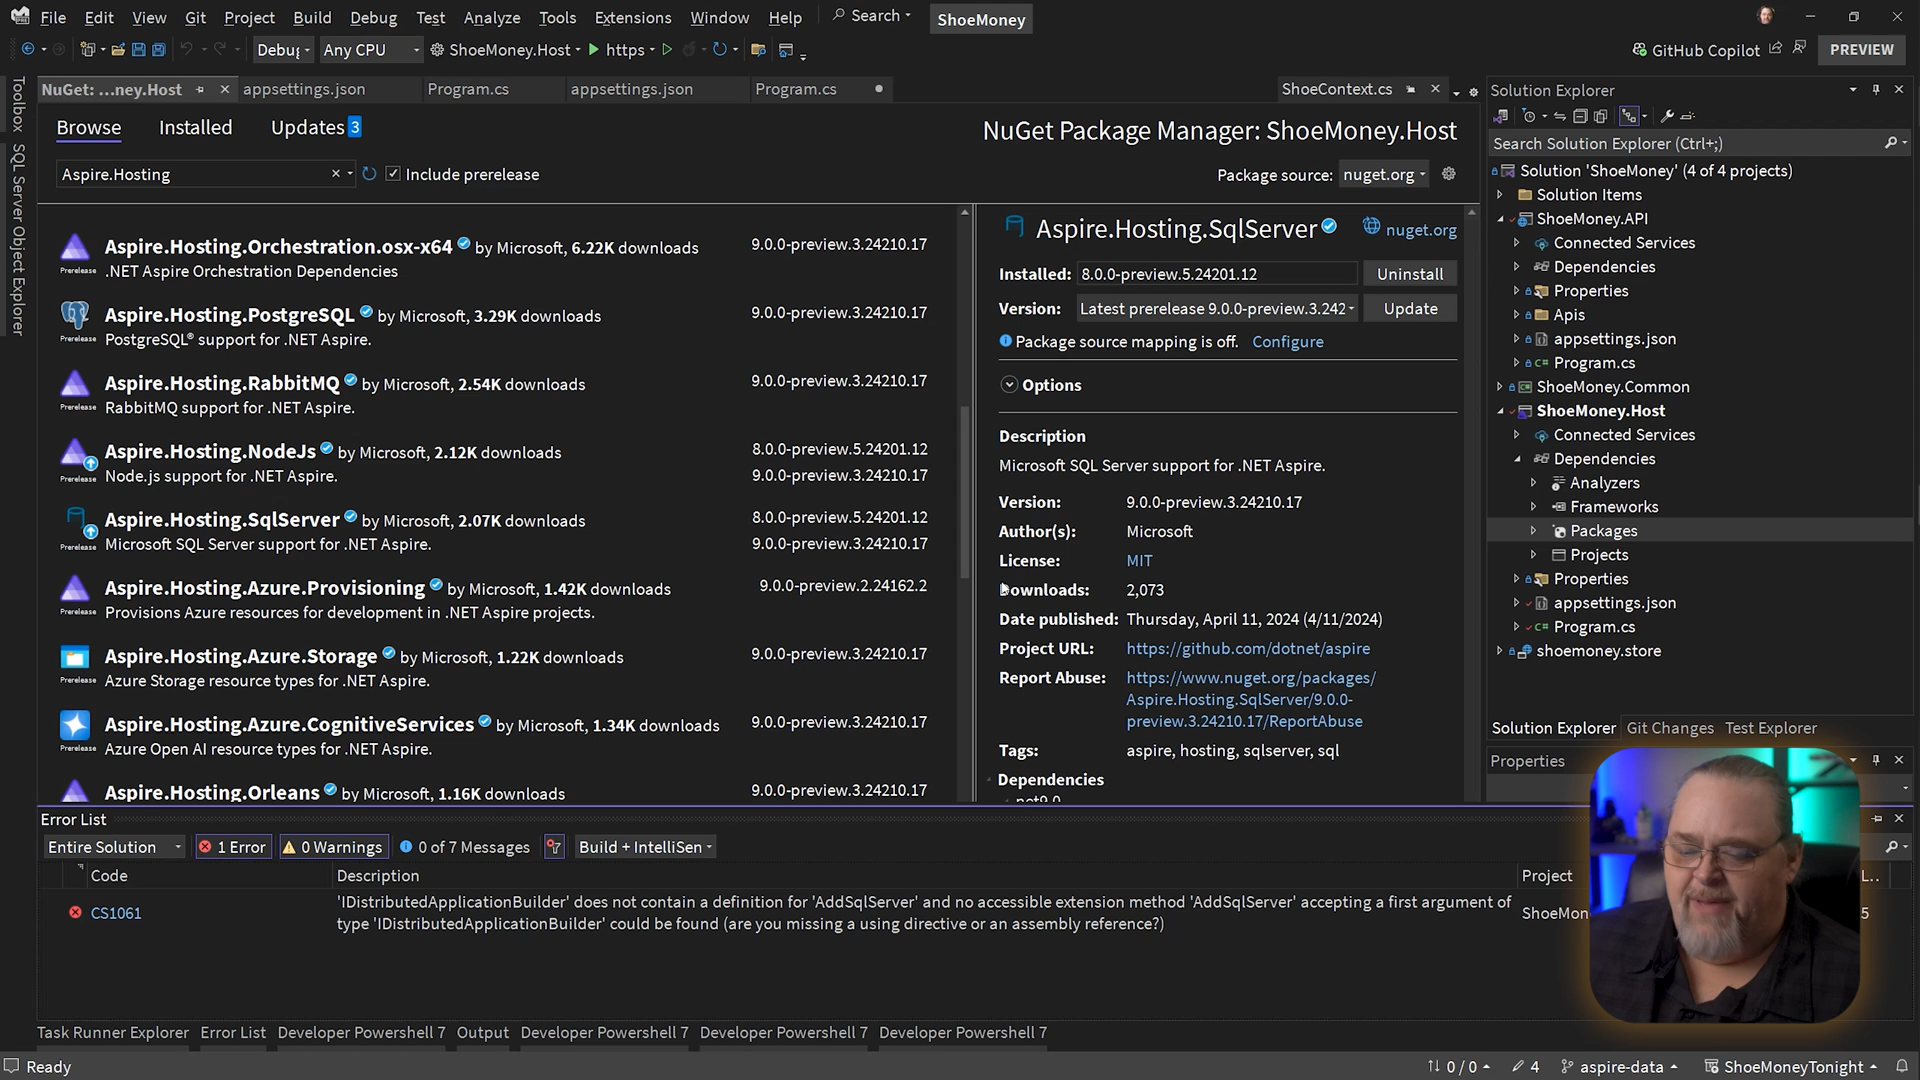 File Edit View Git Project Build Debug Test Analyze Tools Extensions Window Help Search ShoeMoney
Debug Any CPU ShoeMoney.Host https GitHub Copilot PREVIEW
Toolbox
SQL Server Object Explorer
NuGet: ...ney.Host appsettings.json Program.cs appsettings.json Program.cs ShoeContext.cs
Browse Installed Updates 3
NuGet Package Manager: ShoeMoney.Host
Aspire.Hosting Include prerelease
Package source: nuget.org
Aspire.Hosting.Orchestration.osx-x64 by Microsoft, 6.22K downloads 9.0.0-preview.3.24210.17
Prerelease .NET Aspire Orchestration Dependencies
Aspire.Hosting.PostgreSQL by Microsoft, 3.29K downloads 9.0.0-preview.3.24210.17
Prerelease PostgreSQL® support for .NET Aspire.
Aspire.Hosting.RabbitMQ by Microsoft, 2.54K downloads 9.0.0-preview.3.24210.17
Prerelease RabbitMQ support for .NET Aspire.
Aspire.Hosting.NodeJs by Microsoft, 2.12K downloads 8.0.0-preview.5.24201.12
Prerelease Node.js support for .NET Aspire. 9.0.0-preview.3.24210.17
Aspire.Hosting.SqlServer by Microsoft, 2.07K downloads 8.0.0-preview.5.24201.12
Prerelease Microsoft SQL Server support for .NET Aspire. 9.0.0-preview.3.24210.17
Aspire.Hosting.Azure.Provisioning by Microsoft, 1.42K downloads 9.0.0-preview.2.24162.2
Prerelease Provisions Azure resources for development in .NET Aspire projects.
Aspire.Hosting.Azure.Storage by Microsoft, 1.22K downloads 9.0.0-preview.3.24210.17
Prerelease Azure Storage resource types for .NET Aspire.
Aspire.Hosting.Azure.CognitiveServices by Microsoft, 1.34K downloads 9.0.0-preview.3.24210.17
Prerelease Azure Open AI resource types for .NET Aspire.
Aspire.Hosting.Orleans by Microsoft, 1.16K downloads 9.0.0-preview.3.24210.17
Aspire.Hosting.SqlServer nuget.org
Installed: 8.0.0-preview.5.24201.12 Uninstall
Version: Latest prerelease 9.0.0-preview.3.242 Update
Package source mapping is off. Configure
Options
Description
Microsoft SQL Server support for .NET Aspire.
Version: 9.0.0-preview.3.24210.17
Author(s): Microsoft
License: MIT
Downloads: 2,073
Date published: Thursday, April 11, 2024 (4/11/2024)
Project URL: https://github.com/dotnet/aspire
Report Abuse: https://www.nuget.org/packages/
Aspire.Hosting.SqlServer/9.0.0-
preview.3.24210.17/ReportAbuse
Tags: aspire, hosting, sqlserver, sql
Dependencies
net9.0
Solution Explorer
Search Solution Explorer (Ctrl+;)
Solution 'ShoeMoney' (4 of 4 projects)
Solution Items
ShoeMoney.API
Connected Services
Dependencies
Properties
Apis
appsettings.json
Program.cs
ShoeMoney.Common
ShoeMoney.Host
Connected Services
Dependencies
Analyzers
Frameworks
Packages
Projects
Properties
appsettings.json
Program.cs
shoemoney.store
Solution Explorer Git Changes Test Explorer
Properties
Error List
Entire Solution 1 Error 0 Warnings 0 of 7 Messages Build + IntelliSen
Code Description Project L..
CS1061 'IDistributedApplicationBuilder' does not contain a definition for 'AddSqlServer' and no accessible extension method 'AddSqlServer' accepting a first argument of ShoeMon 5
type 'IDistributedApplicationBuilder' could be found (are you missing a using directive or an assembly reference?)
Task Runner Explorer Error List Developer Powershell 7 Output Developer Powershell 7 Developer Powershell 7 Developer Powershell 7
Ready 0 / 0 4 aspire-data ShoeMoneyTonight